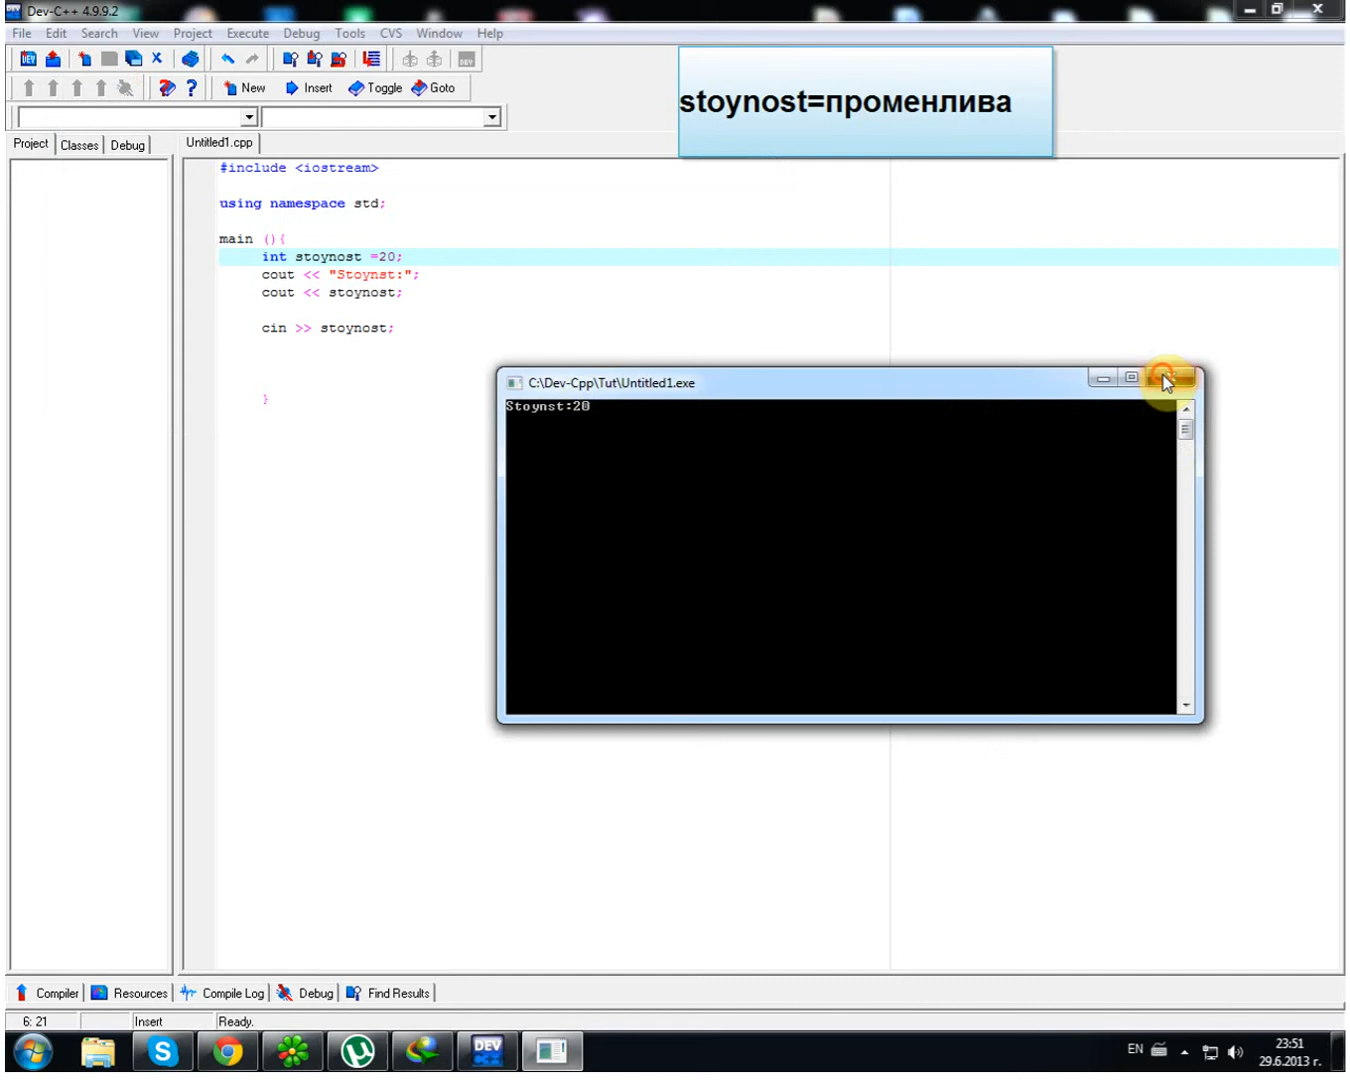 Dev-C++ 4.9.9.2
File Edit Search View Project Execute Debug Tools CVS Window Help
New Insert Toggle Goto
stoynost=променлива
Project Classes Debug Untitled1.cpp
#include <iostream>
using namespace std;
main (){
int stoynost =20;
cout << "Stoynst:";
cout << stoynost;
cin >> stoynost;
}
C:\Dev-Cpp\Tut\Untitled1.exe
Stoynst:20
Compiler Resources Compile Log Debug Find Results
6: 21 Insert Ready.
DEV C++
EN 23:51
29.6.2013 г.